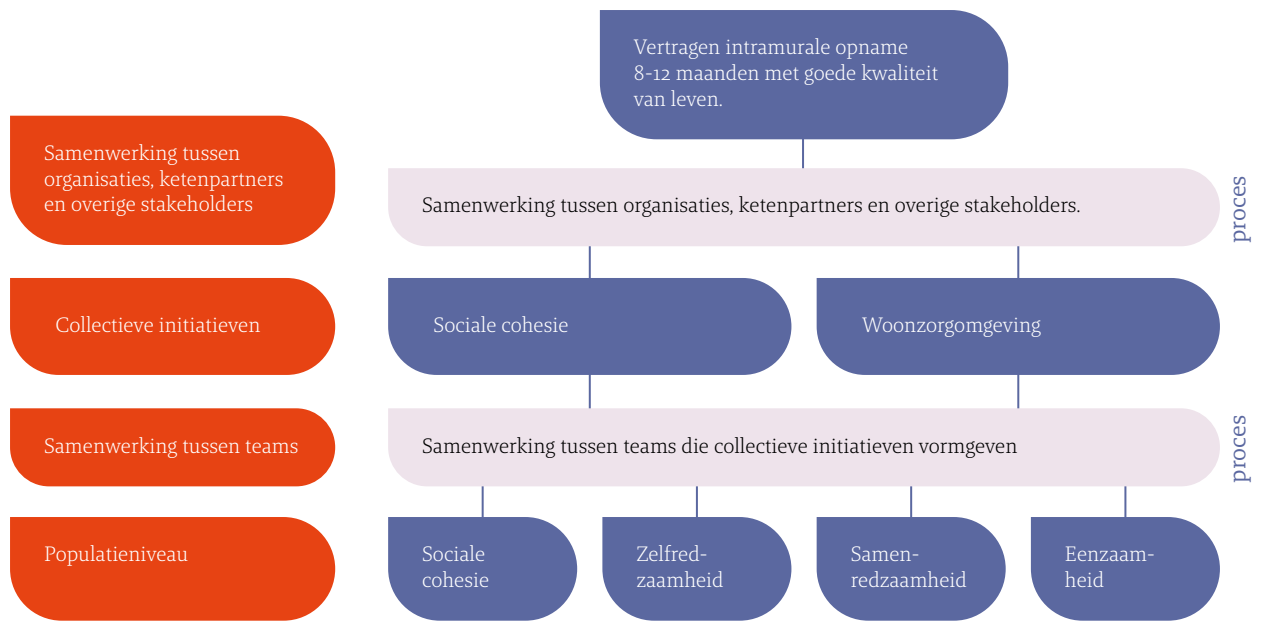 Vertragen intramurale opname
8-12 maanden met goede kwaliteit
van leven.
Samenwerking tussen
organisaties, ketenpartners
en overige stakeholders
Samenwerking tussen organisaties, ketenpartners en overige stakeholders.
proces
Collectieve initiatieven
Sociale cohesie
Woonzorgomgeving
Samenwerking tussen teams
Samenwerking tussen teams die collectieve initiatieven vormgeven
proces
Populatieniveau
Sociale
cohesie
Zelfred-
zaamheid
Samen-
redzaamheid
Eenzaam-
heid